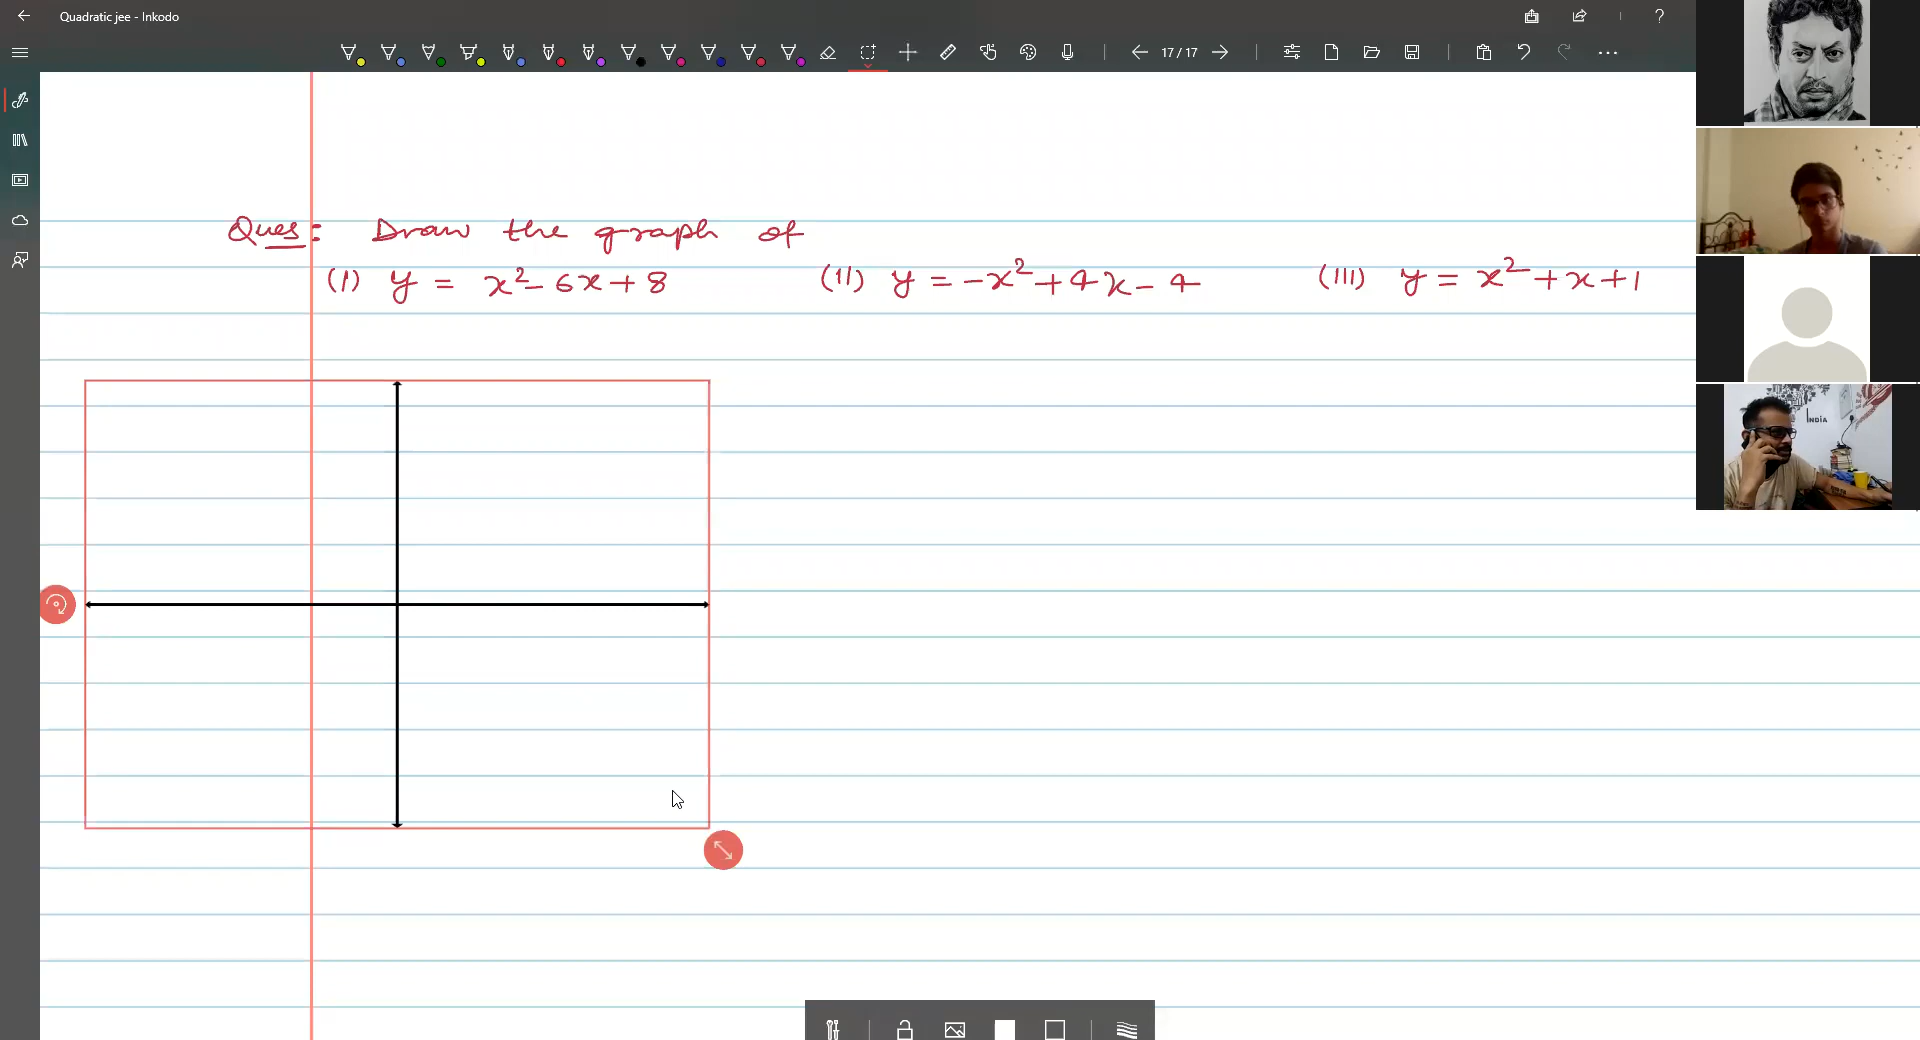 Quadratic jee - Inkodo
17 / 17
?
Ques: Draw the graph of
(I) y = x² - 6x + 8 (II) y = -x² + 4x - 4 (III) y = x² + x + 1
INDIA